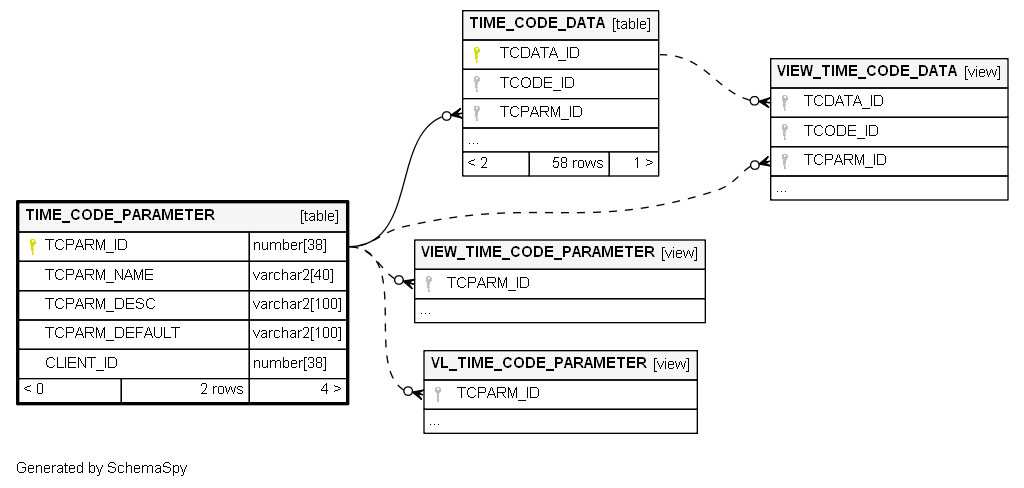 TIME_CODE_DATA [table]
TCDATA_ID
TCODE_ID
TCPARM_ID
...
< 2 58 rows 1 >
VIEW_TIME_CODE_DATA [view]
TCDATA_ID
TCODE_ID
TCPARM_ID
...
TIME_CODE_PARAMETER [table]
TCPARM_ID number[38]
TCPARM_NAME varchar2[40]
TCPARM_DESC varchar2[100]
TCPARM_DEFAULT varchar2[100]
CLIENT_ID number[38]
< 0 2 rows 4 >
VIEW_TIME_CODE_PARAMETER [view]
TCPARM_ID
...
VL_TIME_CODE_PARAMETER [view]
TCPARM_ID
...
Generated by SchemaSpy